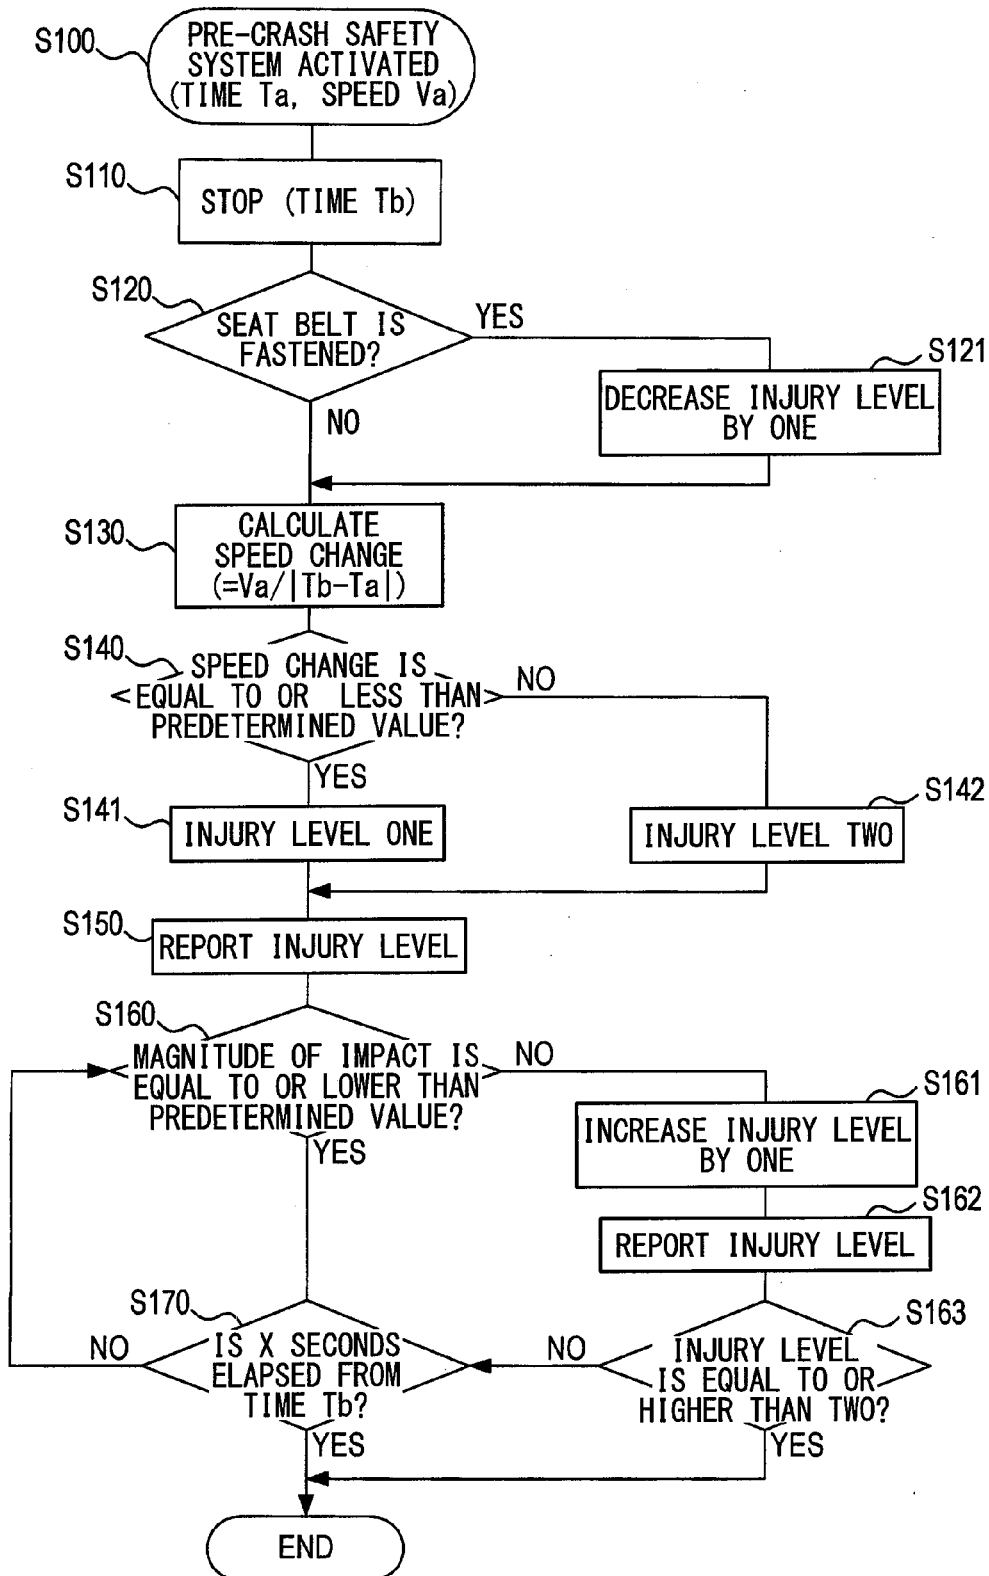 S100
PRE-CRASH SAFETY
SYSTEM ACTIVATED
(TIME Ta, SPEED Va)
S110
STOP (TIME Tb)
S120
SEAT BELT IS
FASTENED?
YES
NO
S121
DECREASE INJURY LEVEL
BY ONE
S130
CALCULATE
SPEED CHANGE
(=Va/|Tb-Ta|)
S140
SPEED CHANGE IS
EQUAL TO OR LESS THAN
PREDETERMINED VALUE?
NO
YES
S141
INJURY LEVEL ONE
S142
INJURY LEVEL TWO
S150
REPORT INJURY LEVEL
S160
MAGNITUDE OF IMPACT IS
EQUAL TO OR LOWER THAN
PREDETERMINED VALUE?
NO
YES
S161
INCREASE INJURY LEVEL
BY ONE
S162
REPORT INJURY LEVEL
S163
INJURY LEVEL
IS EQUAL TO OR
HIGHER THAN TWO?
NO
YES
S170
IS X SECONDS
ELAPSED FROM
TIME Tb?
NO
YES
END